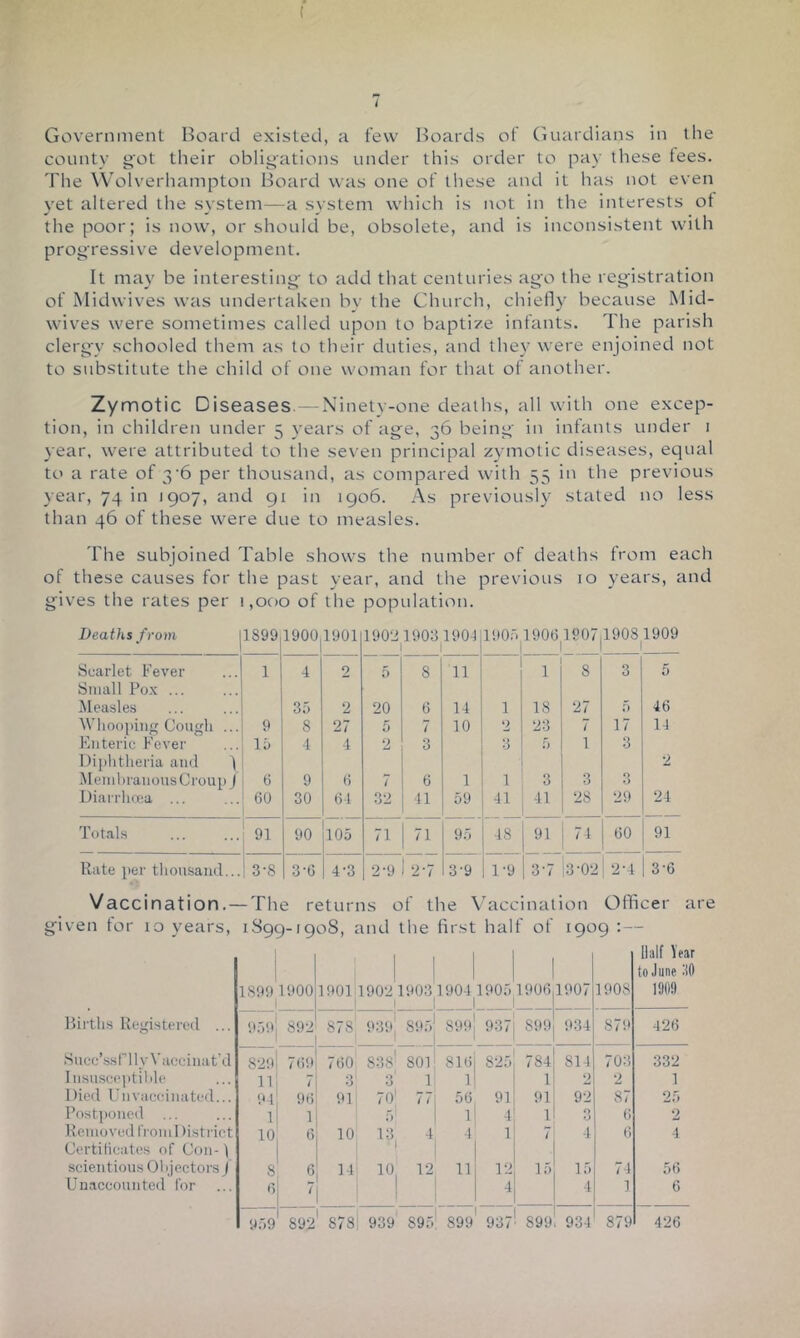 7
Government Board existed, a few Boards of Guardians in the
county got their obligations under this order to pay these fees.
The Wolverhampton Board was one of these and it has not even
yet altered the system—a system which is not in the interests of
the poor; is now, or should be, obsolete, and is inconsistent with
progressive development.
It may be interesting to add that centuries ago the registration
of Midwives was undertaken by the Church, chiefly because Mid-
wives were sometimes called upon to baptize infants. The parish
clergy schooled them as to their duties, and they were enjoined not
to substitute the child of one woman for that of another.
Zymotic Diseases.—Ninety-one deaths, all with one excep-
tion, in children under 5 years of age, 36 being in infants under 1
year, were attributed to the seven principal zymotic diseases, equal
to a rate of 3·6 per thousand, as compared with 55 in the previous
year, 74 in 1907, and 91 in 1906. As previously stated no less
than 46 of these were due to measles.
The subjoined Table shows the number of deaths from each
of these causes for the past year, and the previous 10 years, and
gives the rates per 1,000 of the population.
Deaths from 1899 1900 1901 1902 1903 1904 1905 1906 1907 1908 1909
Scarlet Fever ... 1 4 2 5 8 11 1 8 3 5
Small Pox ...
Measles ... ... 35 2 20 6 14 1 18 27 5 46
Whooping Cough ... 9 8 27 5 7 10 2 23 7 17 14
Enteric Fever ... 15 4 4 2 3 3 5 1 3
Diphtheria and } 2
Membranous Croup } 6 9 6 7 6 1 1 3 3 3
Diarrhœa ... ... 60 30 64 32 41 59 41 41 28 29 24
Totals ... ... 91 90 105 71 71 95 48 91 74 60 91
Rate per thousand... 3·8 3·6 4·3 2·9 2·7 3·9 1·9 3·7 3·02 2·4 3·6
Vaccination.—The returns of the Vaccination Officer are
given for 10 years, 1899-1908, and the first half of 1909 :—
Half Year
to June 30
1899 1900 1901 1902 1903 1904 1905 1906 1907 1908 1909
Births Registered ... 959 892 878 939 895 899 937 899 934 879 426
Succ'ssf'lly Vaccinat'd 829 769 760 838 801 816 825 784 814 703 332
Insusceptible ... 11 7 3 3 1 1 1 2 2 1
Died Unvaccinated... 94 96 91 70 77 56 91 91 92 87 25
Postponed ... ... 1 1 5 1 4 1 3 6 2
Removed from District 10 6 10 13 4 4 1 7 4 6 4
Certificates of Con- }
scientious Objectors } 8 6 14 10 12 11 12 15 15 74 56
Unaccounted for ... 6 7 4 4 1 6
959 892 878 939 895 899 937 899 934 879 426